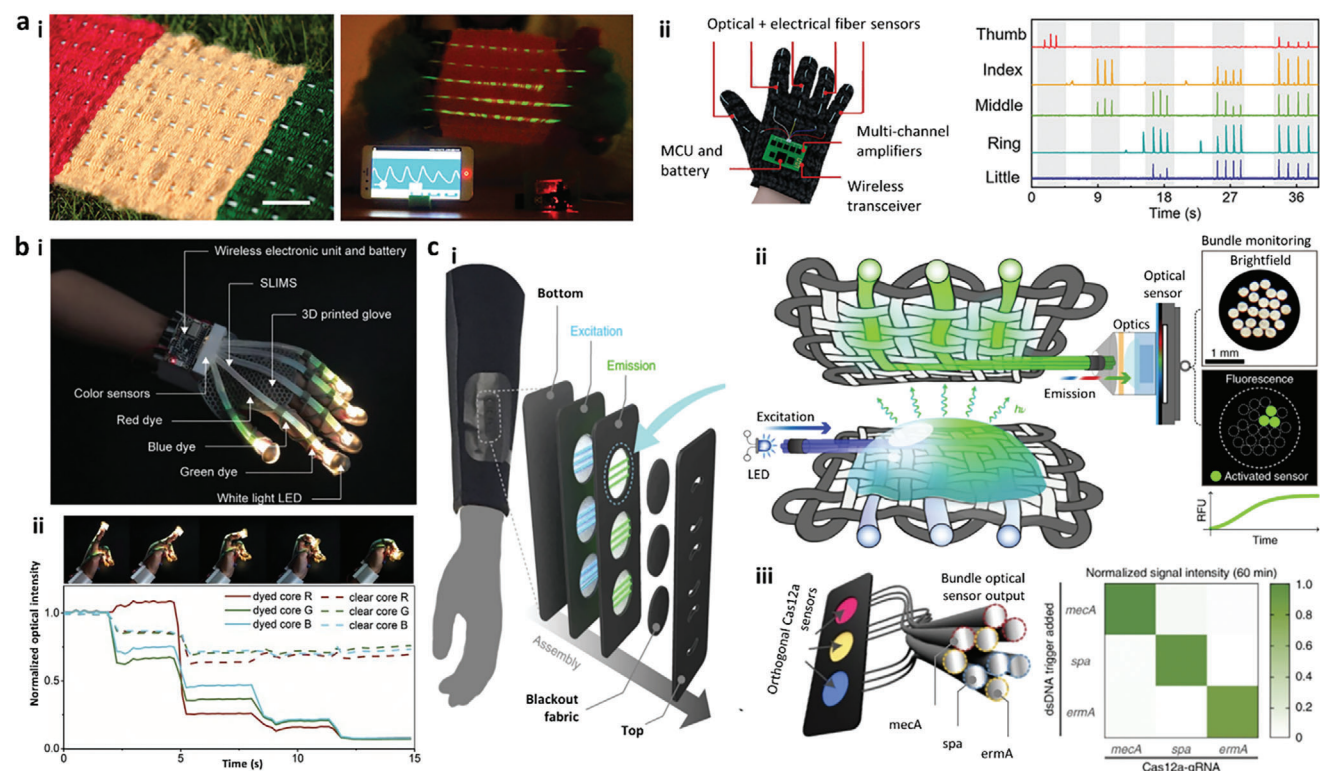 a i
ii
Optical + electrical fiber sensors
MCU and
battery
Multi-channel
amplifiers
Wireless
transceiver
Thumb
Index
Middle
Ring
Little
0 9 18 27 36
Time (s)
b i
Wireless electronic unit and battery
SLIMS
3D printed glove
Color sensors
Red dye
Blue dye
Green dye
White light LED
ii
Normalized optical intensity
1.0
0.5
0.0
dyed core R
dyed core G
dyed core B
clear core R
clear core G
clear core B
0 5 10 15
Time (s)
c i
Bottom
Excitation
Emission
Assembly
Blackout
fabric
Top
ii
Excitation
LED
hν
Emission
Optics
Optical
sensor
Bundle monitoring
Brightfield
1 mm
Fluorescence
Activated sensor
RFU
Time
iii
Orthogonal Cas12a
sensors
Bundle optical
sensor output
mecA
spa
ermA
Normalized signal intensity (60 min)
dsDNA trigger added
mecA
spa
ermA
mecA spa ermA
Cas12a-gRNA
1.0
0.8
0.6
0.4
0.2
0